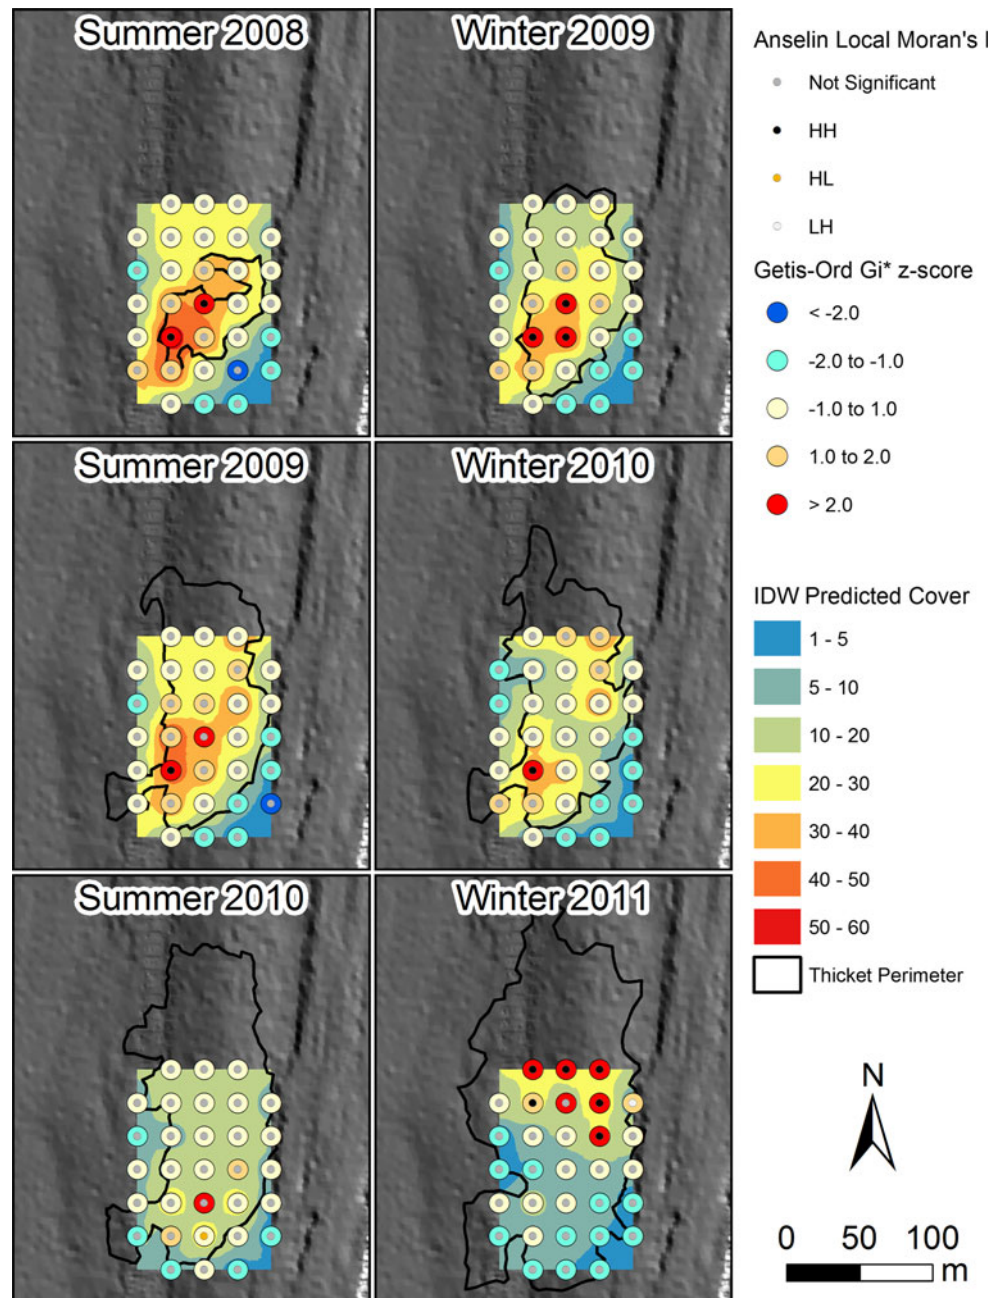 Summer 2008
Winter 2009
Summer 2009
Winter 2010
Summer 2010
Winter 2011
Anselin Local Moran's I
Not Significant
HH
HL
LH
Getis-Ord Gi* z-score
< -2.0
-2.0 to -1.0
-1.0 to 1.0
1.0 to 2.0
> 2.0
IDW Predicted Cover
1 - 5
5 - 10
10 - 20
20 - 30
30 - 40
40 - 50
50 - 60
Thicket Perimeter
N
0 50 100
m